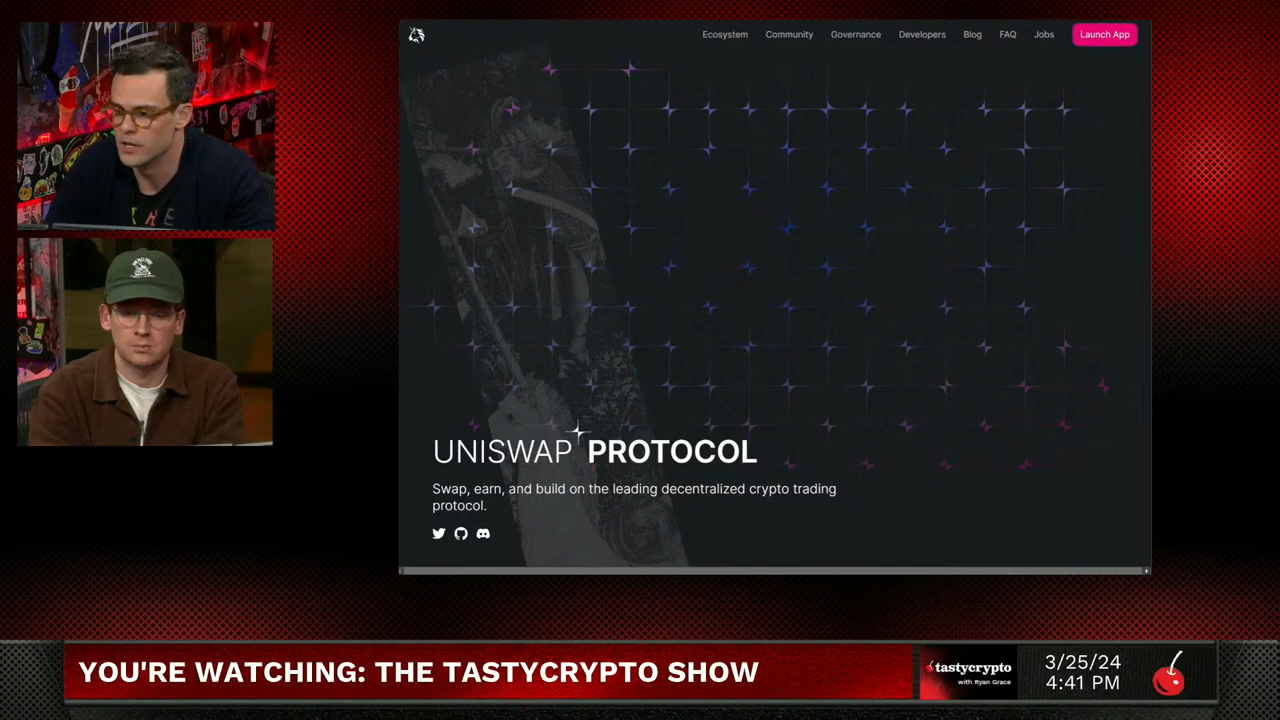 Ecosystem Community Governance Developers Blog FAQ Jobs Launch App
UNISWAP PROTOCOL
Swap, earn, and build on the leading decentralized crypto trading
protocol.
YOU'RE WATCHING: THE TASTYCRYPTO SHOW
tastycrypto
with Ryan Grace
3/25/24
4:41 PM